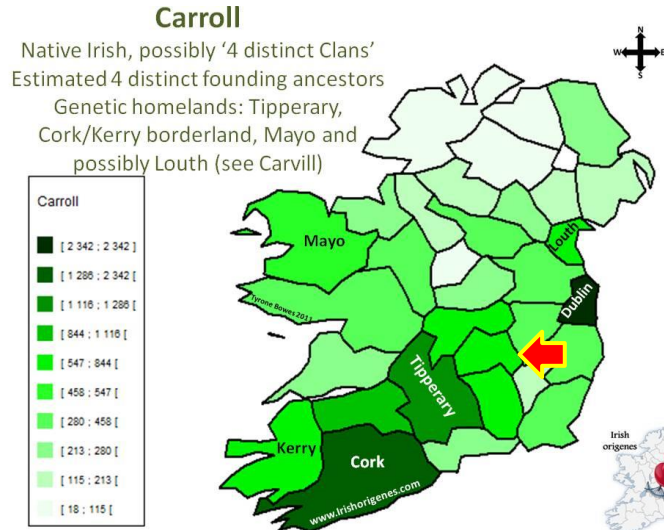 Carroll
Native Irish, possibly ‘4 distinct Clans’
Estimated 4 distinct founding ancestors
Genetic homelands: Tipperary,
Cork/Kerry borderland, Mayo and
possibly Louth (see Carvill)
N
W
E
S
Carroll
[ 2 342 ; 2 342 ]
[ 1 286 ; 2 342 [
[ 1 116 ; 1 286 [
[ 844 ; 1 116 [
[ 547 ; 844 [
[ 458 ; 547 [
[ 280 ; 458 [
[ 213 ; 280 [
[ 115 ; 213 [
[ 18 ; 115 [
Mayo
Louth
Tyrone Bowes 2011
Dublin
Tipperary
Kerry
Cork
www.Irishorigenes.com
Irish
origenes